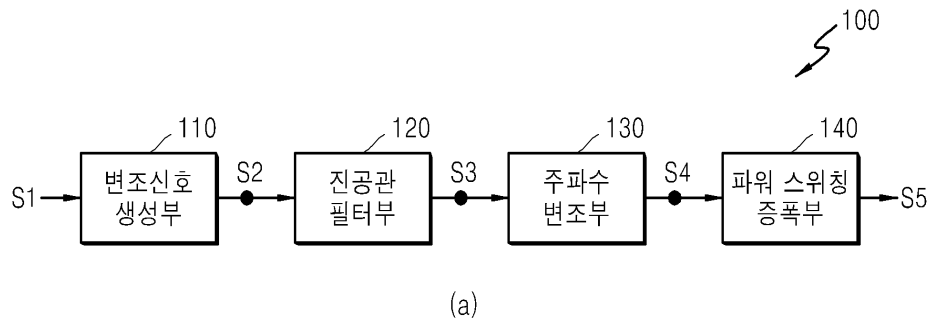 100
110
120
130
140
S1
변조신호
생성부
S2
진공관
필터부
S3
주파수
변조부
S4
파워 스위칭
증폭부
S5
(a)